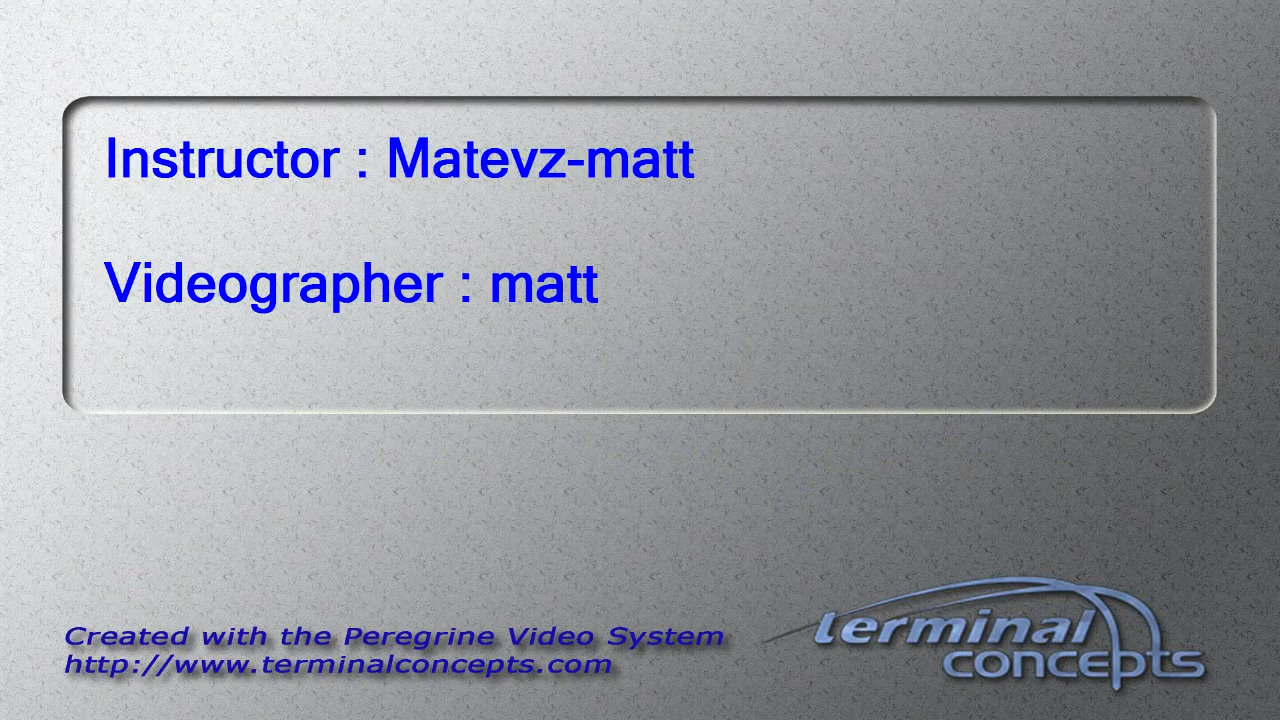 Instructor : Matevz-matt
Videographer : matt
Created with the Peregrine Video System
http://www.terminalconcepts.com
terminal
concepts